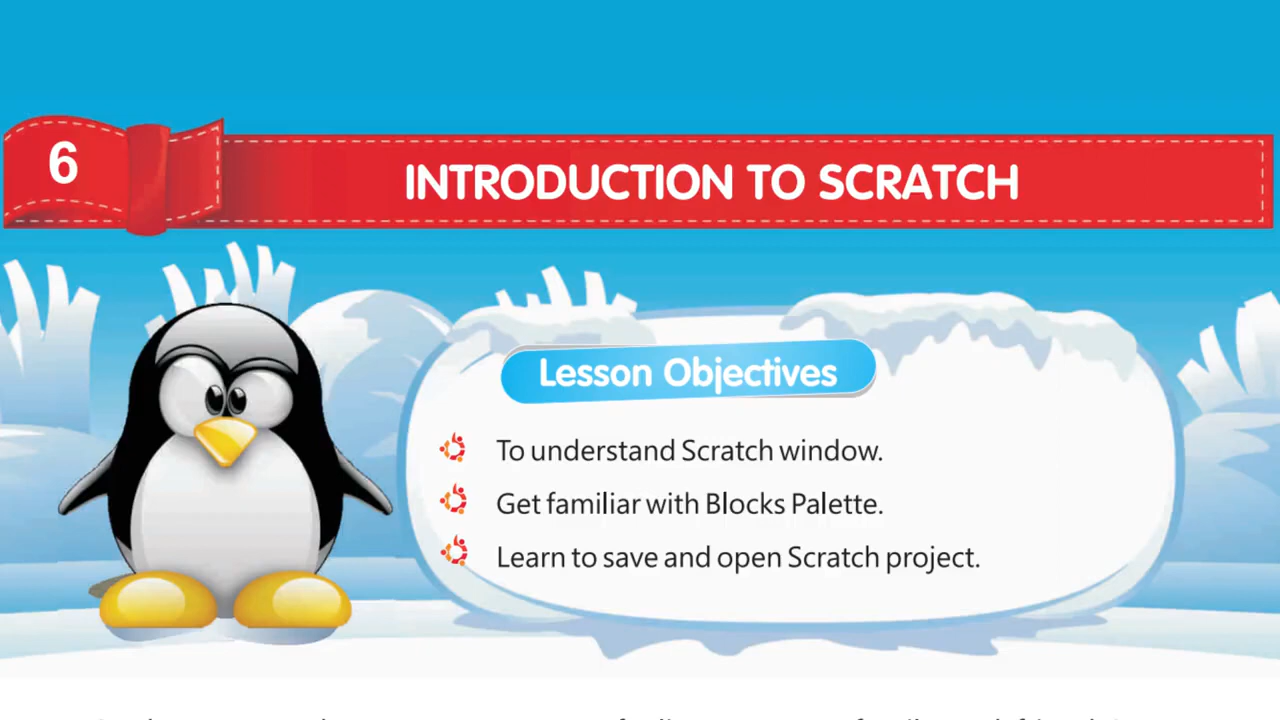 6
INTRODUCTION TO SCRATCH
Lesson Objectives
To understand Scratch window.
Get familiar with Blocks Palette.
Learn to save and open Scratch project.